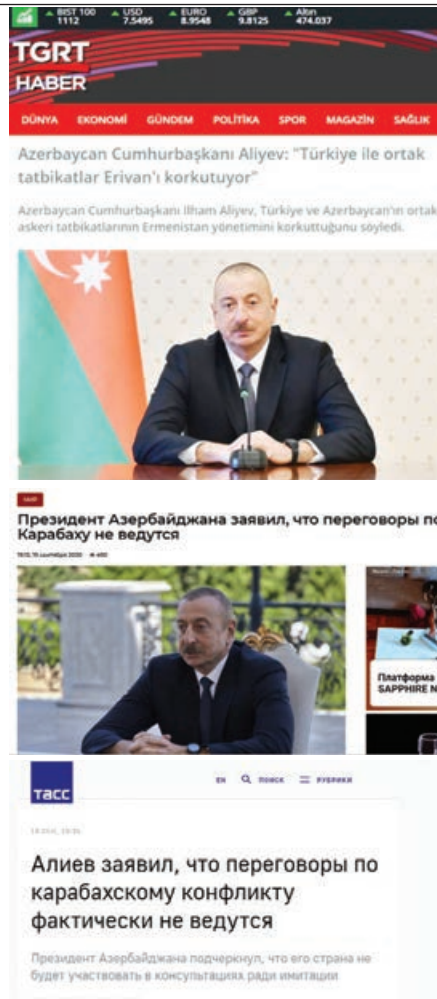 BIST 100 USD EURO GBP Altın
1112 7.5495 8.9548 9.8125 474.037
TGRT
HABER
DÜNYA EKONOMİ GÜNDEM POLİTİKA SPOR MAGAZİN SAĞLIK
Azerbaycan Cumhurbaşkanı Aliyev: "Türkiye ile ortak
tatbikatlar Erivan'ı korkutuyor"
Azerbaycan Cumhurbaşkanı İlham Aliyev, Türkiye ve Azerbaycan'ın ortak
askeri tatbikatlarının Ermenistan yönetimini korkuttuğunu söyledi.
Президент Азербайджана заявил, что переговоры по
Карабаху не ведутся
Платформа
SAPPHIRE N
ТАСС
EN ПОИСК РУБРИКИ
Алиев заявил, что переговоры по
карабахскому конфликту
фактически не ведутся
Президент Азербайджана подчеркнул, что его страна не
будет участвовать в консультациях ради имитации